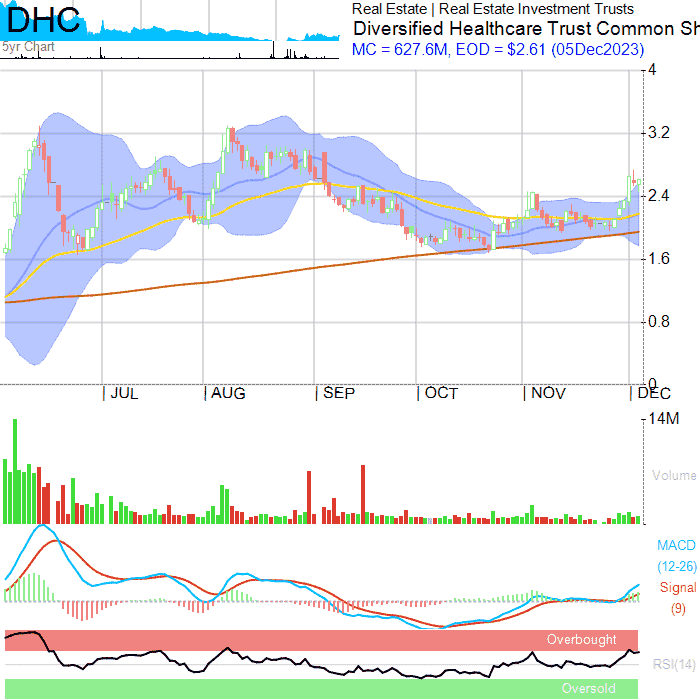 DHC
5yr Chart
Real Estate | Real Estate Investment Trusts
Diversified Healthcare Trust Common Sh
MC = 627.6M, EOD = $2.61 (05Dec2023)
4
3.2
2.4
1.6
0.8
0
| JUL | AUG | SEP | OCT | NOV | DEC
14M
Volume
MACD
(12-26)
Signal
(9)
Overbought
RSI(14)
Oversold